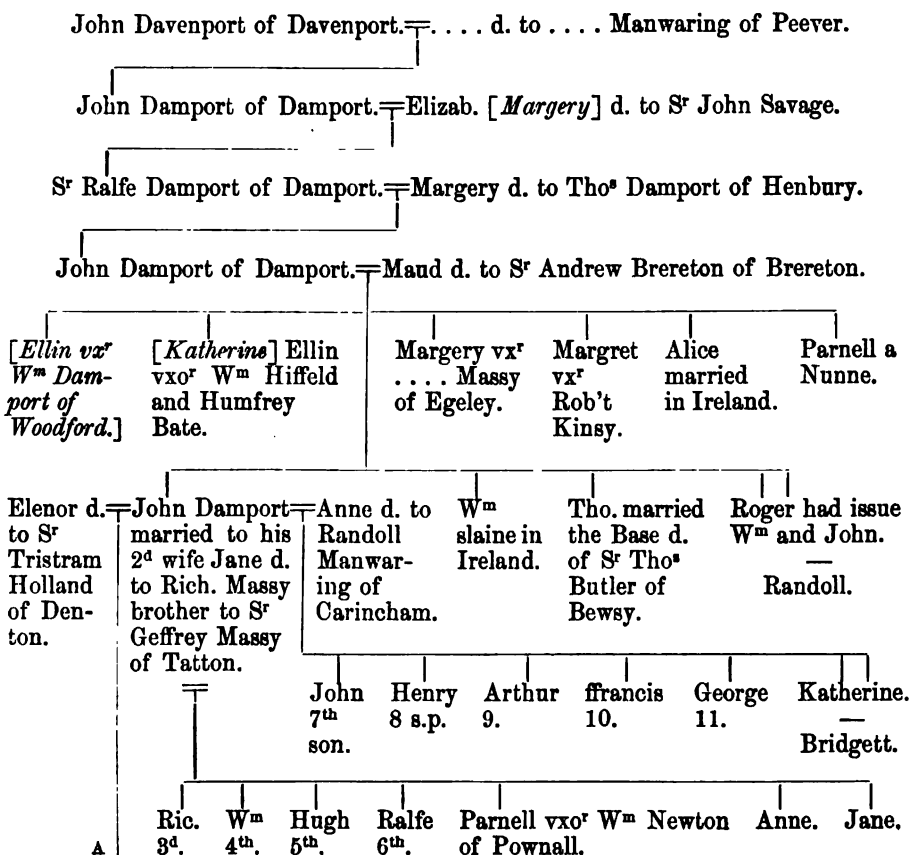 John Davenport of Davenport.=.... d. to .... Manwaring of Peever.
John Damport of Damport.=Elizab. [Margery] d. to Sʳ John Savage.
Sʳ Ralfe Damport of Damport.=Margery d. to Thoˢ Damport of Henbury.
John Damport of Damport.=Maud d. to Sʳ Andrew Brereton of Brereton.
[Ellin vxʳ
Wᵐ Dam-
port of
Woodford.]
[Katherine] Ellin
vxoʳ Wᵐ Hiffeld
and Humfrey
Bate.
Margery vxʳ
.... Massy
of Egeley.
Margret
vxʳ
Rob't
Kinsy.
Alice
married
in Ireland.
Parnell a
Nunne.
Elenor d.
to Sʳ
Tristram
Holland
of Den-
ton.
=John Damport=
married to his
2ᵈ wife Jane d.
to Rich. Massy
brother to Sʳ
Geffrey Massy
of Tatton.
Anne d. to
Randoll
Manwar-
ing of
Carincham.
Wᵐ
slaine in
Ireland.
Tho. married
the Base d.
of Sʳ Thoˢ
Butler of
Bewsy.
Roger had issue
Wᵐ and John.
—
Randoll.
John
7ᵗʰ
son.
Henry
8 s.p.
Arthur
9.
ffrancis
10.
George
11.
Katherine.
—
Bridgett.
Ric.
3ᵈ.
Wᵐ
4ᵗʰ.
Hugh
5ᵗʰ.
Ralfe
6ᵗʰ.
Parnell vxoʳ Wᵐ Newton
of Pownall.
Anne.
Jane.
A